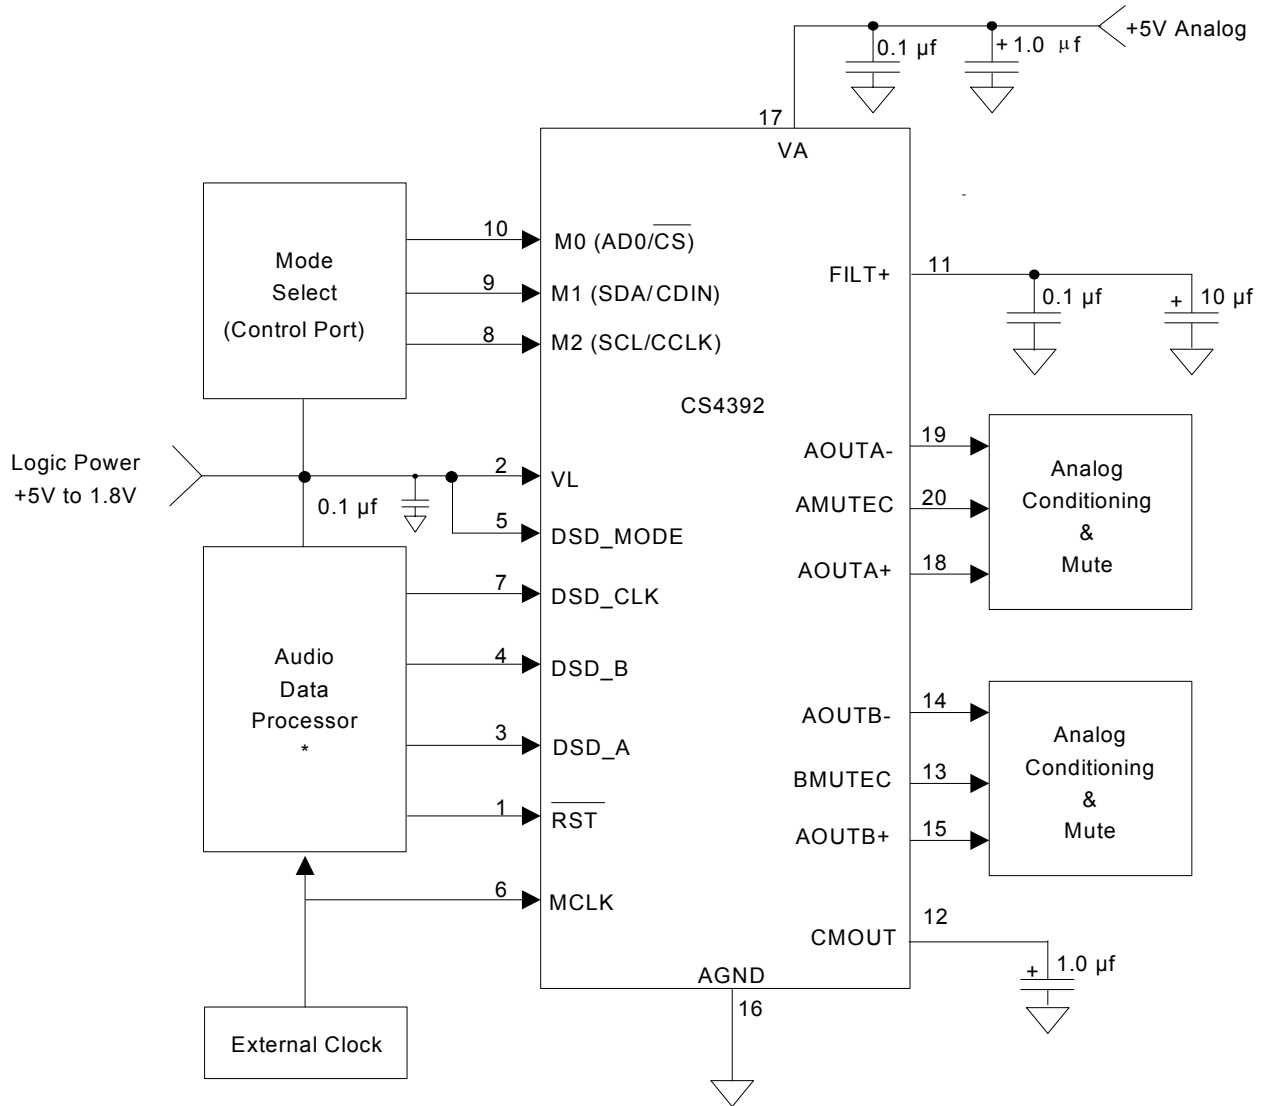 +5V Analog
0.1 µf
+ 1.0 µf
17
VA
Mode
Select
(Control Port)
10
M0 (AD0/CS)
9
M1 (SDA/CDIN)
8
M2 (SCL/CCLK)
FILT+
11
0.1 µf
+ 10 µf
CS4392
Logic Power
+5V to 1.8V
0.1 µf
2
VL
5
DSD_MODE
7
DSD_CLK
4
DSD_B
3
DSD_A
1
RST
6
MCLK
Audio
Data
Processor
*
External Clock
AOUTA-
19
AMUTEC
20
AOUTA+
18
Analog
Conditioning
&
Mute
AOUTB-
14
BMUTEC
13
AOUTB+
15
Analog
Conditioning
&
Mute
CMOUT
12
+ 1.0 µf
AGND
16